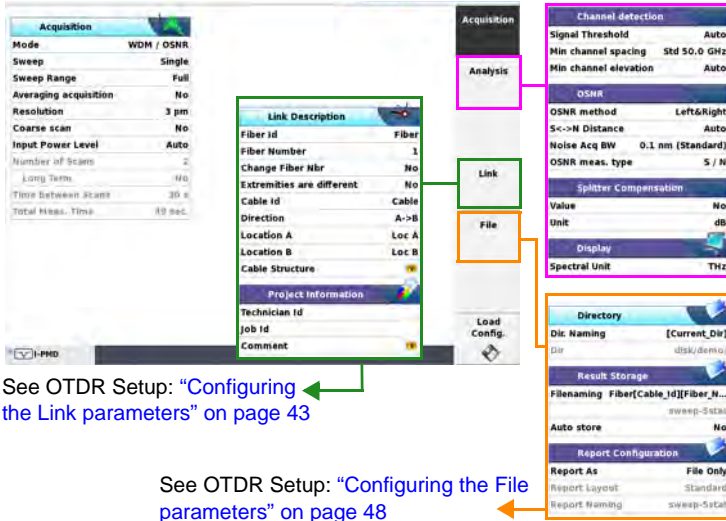 Acquisition
Mode WDM / OSNR
Sweep Single
Sweep Range Full
Averaging acquisition No
Resolution 3 pm
Coarse scan No
Input Power Level Auto
Number of Scans 2
Long Term No
Time between Scans 30 s
Total Meas. Time
I-PMD
Link Description
Fiber Id Fiber
Fiber Number 1
Change Fiber Nbr No
Extremities are different No
Cable Id Cable
Direction A->B
Location A Loc A
Location B Loc B
Cable Structure
Project Information
Technician Id
Job Id
Comment
Acquisition
Analysis
Link
File
Load
Config.
Channel detection
Signal Threshold Auto
Min channel spacing Std 50.0 GHz
Min channel elevation Auto
OSNR
OSNR method Left&Right
S<->N Distance Auto
Noise Acq BW 0.1 nm (Standard)
OSNR meas. type S / N
Splitter Compensation
Value No
Unit dB
Display
Spectral Unit THz
Directory
Dir. Naming [Current_Dir]
Dir disk/demo
Result Storage
Filenaming Fiber[Cable_Id][Fiber_N...
Auto store No
Report Configuration
Report As File Only
Report Layout Standard
Report Naming
See OTDR Setup: “Configuring
the Link parameters” on page 43
See OTDR Setup: “Configuring the File
parameters” on page 48